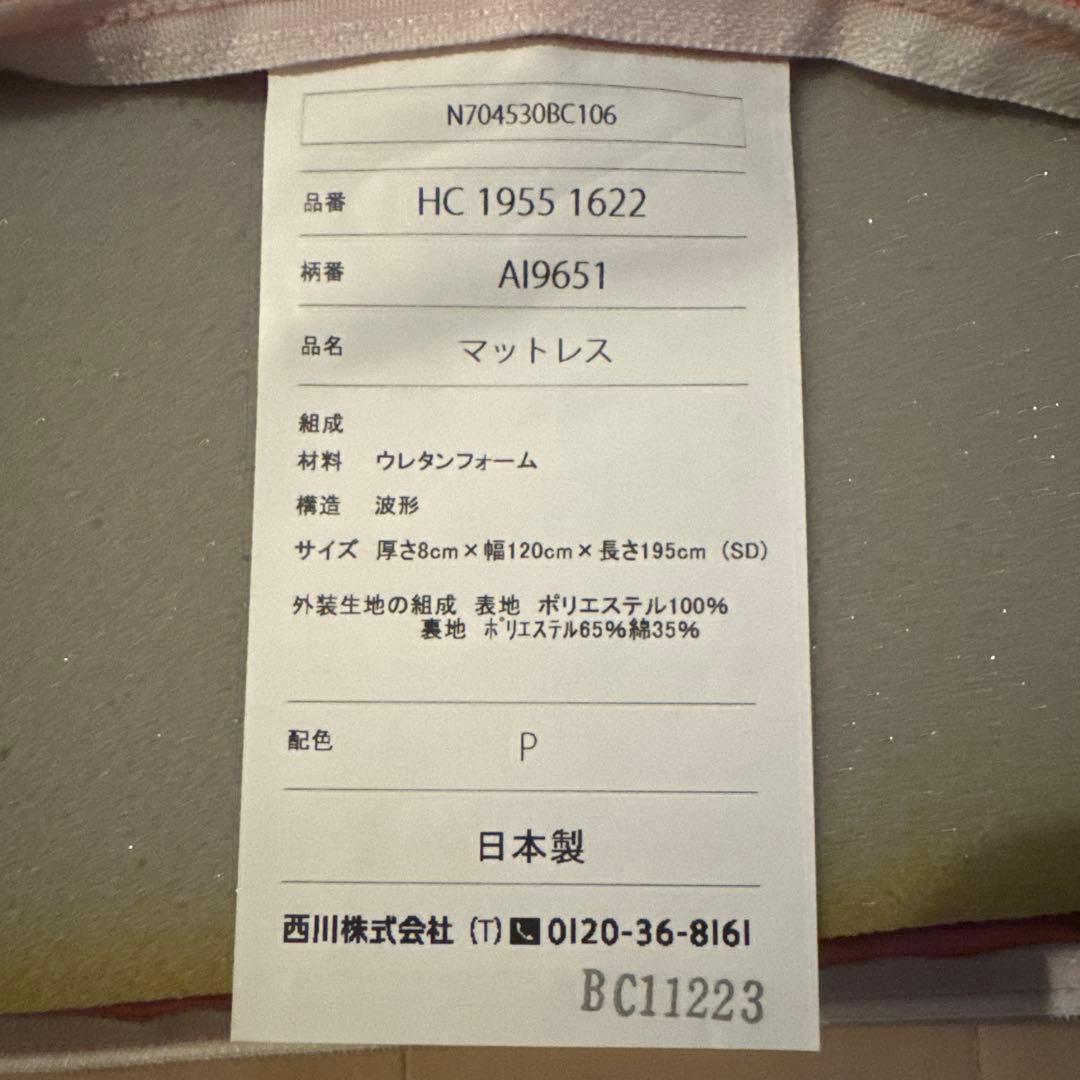 N704530BC106
品番 HC 1955 1622
柄番 AI9651
品名 マットレス
組成
材料 ウレタンフォーム
構造 波形
サイズ 厚さ8cm×幅120cm×長さ195cm (SD)
外装生地の組成 表地 ポリエステル100%
裏地 ﾎﾟﾘｴｽﾃﾙ65%綿35%
配色 P
日本製
西川株式会社 (T) 0120-36-8161
BC11223